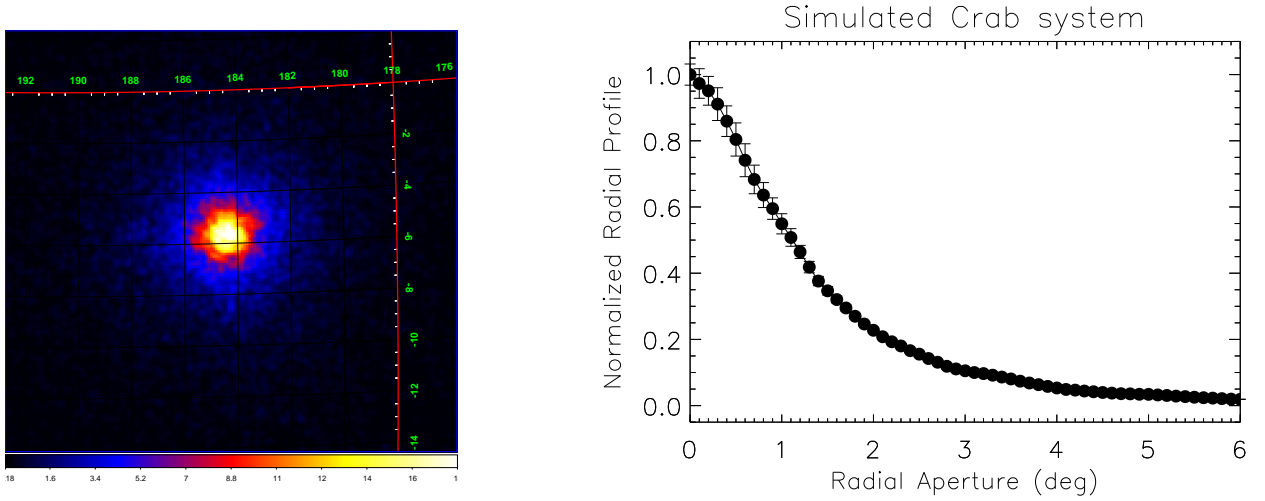 192 190 188 186 184 182 180 178 176
-2
-4
-6
-8
-10
-12
-14
18 1.6 3.4 5.2 7 8.8 11 12 14 16 1
Simulated Crab system
Normalized Radial Profile
1.0
0.8
0.6
0.4
0.2
0.0
0 1 2 3 4 5 6
Radial Aperture (deg)